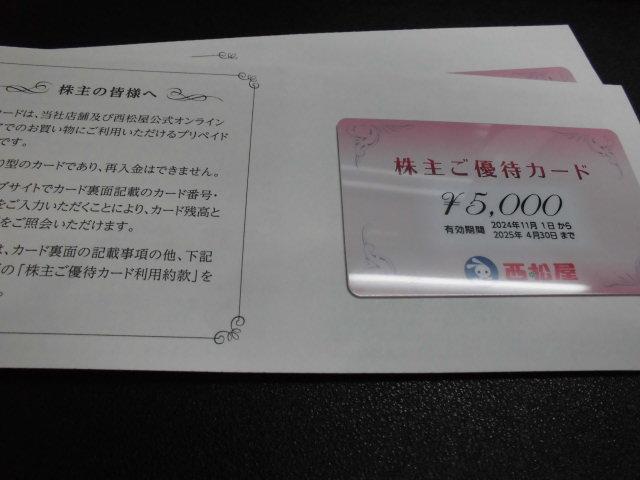 株主の皆様へ
カードは、当社店舗及び西松屋公式オンライン
アでのお買い物にご利用いただけるプリペイド
です。
り型のカードであり、再入金はできません。
ブサイトでカード裏面記載のカード番号・
をご入力いただくことにより、カード残高と
をご照会いただけます。
は、カード裏面の記載事項の他、下記
の「株主ご優待カード利用約款」を
。
株主ご優待カード
¥5,000
有効期間 2024年11月 1日から
2025年 4月30日まで
西松屋